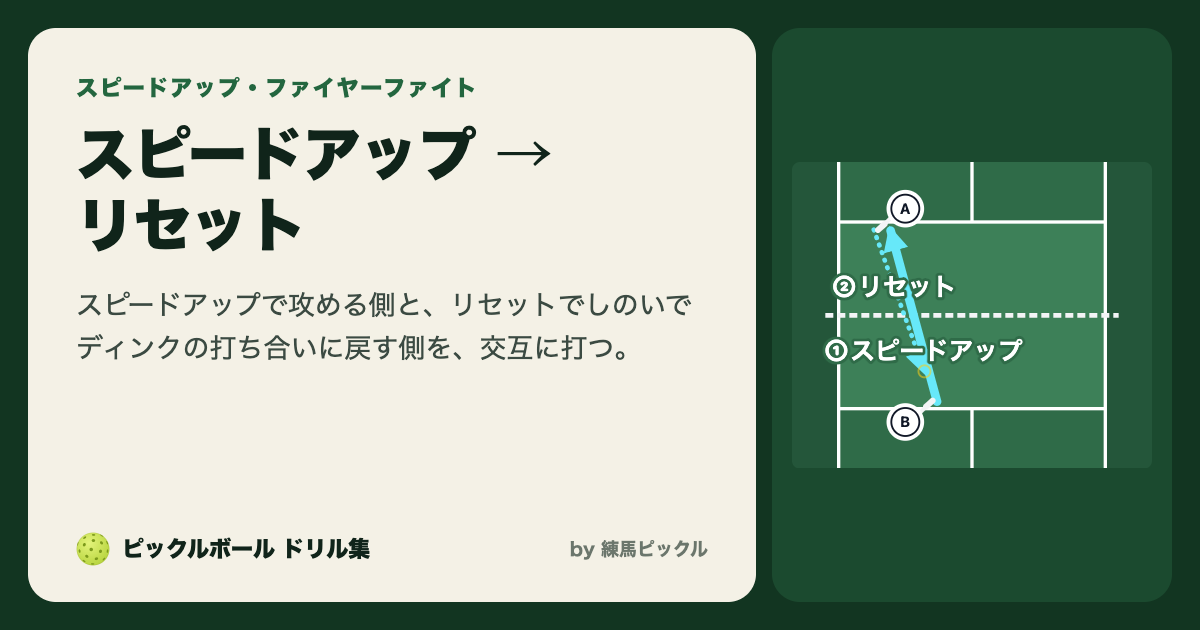 スピードアップ・ファイヤーファイト
スピードアップ →
リセット
スピードアップで攻める側と、リセットでしのいで
ディンクの打ち合いに戻す側を、交互に打つ。
ピックルボール ドリル集
by 練馬ピックル
A
②リセット
①スピードアップ
B